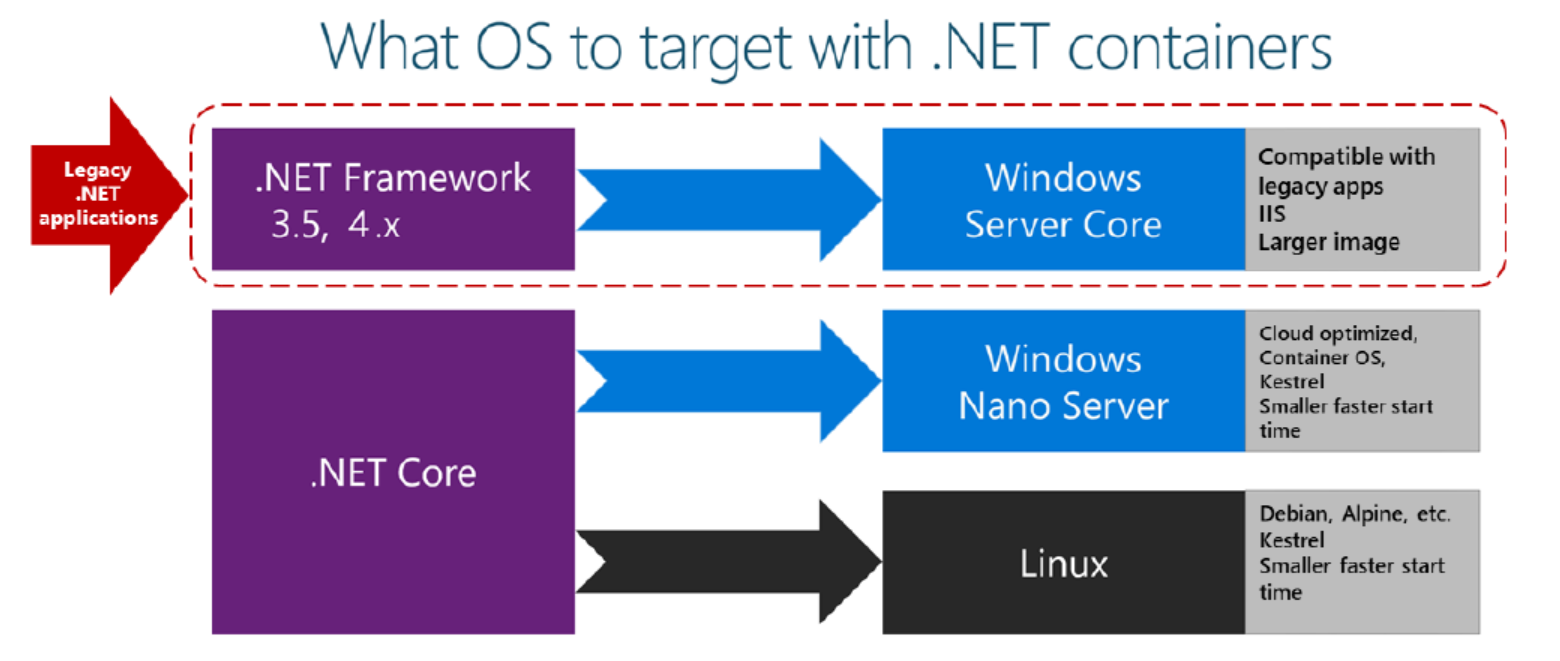 What OS to target with .NET containers
Legacy
.NET
applications
.NET Framework
3.5, 4.x
Windows
Server Core
Compatible with
legacy apps
IIS
Larger image
.NET Core
Windows
Nano Server
Cloud optimized,
Container OS,
Kestrel
Smaller faster start
time
Linux
Debian, Alpine, etc.
Kestrel
Smaller faster start
time